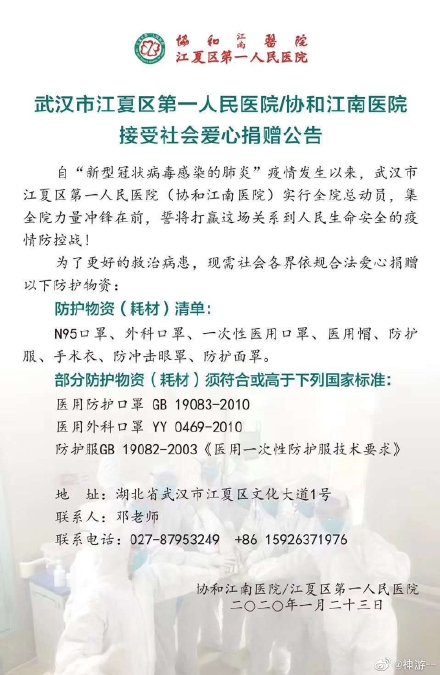 协和江南医院
江夏区第一人民医院
武汉市江夏区第一人民医院/协和江南医院
接受社会爱心捐赠公告
自“新型冠状病毒感染的肺炎”疫情发生以来，武汉市
江夏区第一人民医院（协和江南医院）实行全院总动员，集
全院力量冲锋在前，誓将打赢这场关系到人民生命安全的疫
情防控战！
为了更好的救治病患，现需社会各界依规合法爱心捐赠
以下防护物资：
防护物资（耗材）清单：
N95口罩、外科口罩、一次性医用口罩、医用帽、防护
服、手术衣、防冲击眼罩、防护面罩。
部分防护物资（耗材）须符合或高于下列国家标准：
医用防护口罩 GB 19083-2010
医用外科口罩 YY 0469-2010
防护服GB 19082-2003《医用一次性防护服技术要求》
地 址：湖北省武汉市江夏区文化大道1号
联系人：邓老师
联系电话：027-87953249 +86 15926371976
协和江南医院/江夏区第一人民医院
二〇二〇年一月二十三日
@神游一